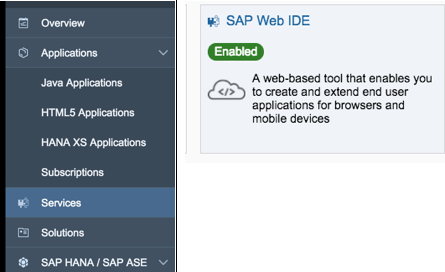 Overview
Applications
Java Applications
HTML5 Applications
HANA XS Applications
Subscriptions
Services
Solutions
SAP HANA / SAP ASE
SAP Web IDE
Enabled
A web-based tool that enables you
to create and extend end user
applications for browsers and
mobile devices